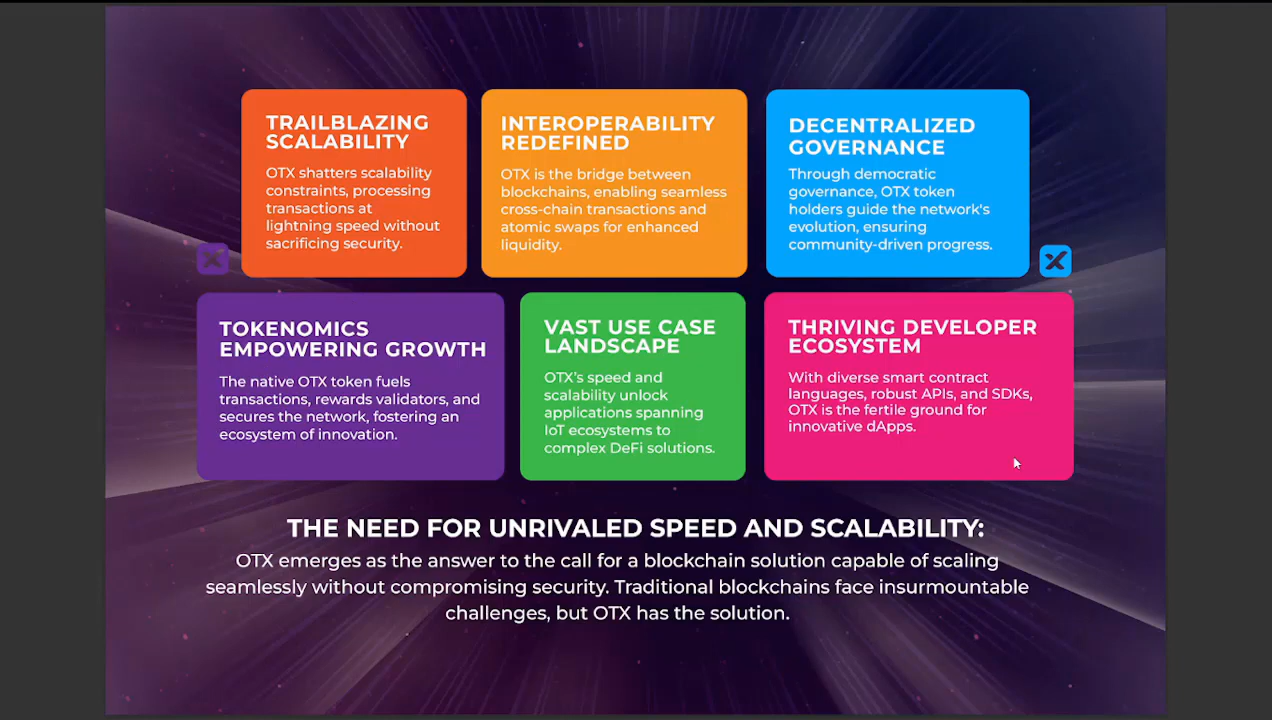 TRAILBLAZING
SCALABILITY
OTX shatters scalability
constraints, processing
transactions at
lightning speed without
sacrificing security.
INTEROPERABILITY
REDEFINED
OTX is the bridge between
blockchains, enabling seamless
cross-chain transactions and
atomic swaps for enhanced
liquidity.
DECENTRALIZED
GOVERNANCE
Through democratic
governance, OTX token
holders guide the network's
evolution, ensuring
community-driven progress.
TOKENOMICS
EMPOWERING GROWTH
The native OTX token fuels
transactions, rewards validators, and
secures the network, fostering an
ecosystem of innovation.
VAST USE CASE
LANDSCAPE
OTX’s speed and
scalability unlock
applications spanning
IoT ecosystems to
complex DeFi solutions.
THRIVING DEVELOPER
ECOSYSTEM
With diverse smart contract
languages, robust APIs, and SDKs,
OTX is the fertile ground for
innovative dApps.
THE NEED FOR UNRIVALED SPEED AND SCALABILITY:
OTX emerges as the answer to the call for a blockchain solution capable of scaling
seamlessly without compromising security. Traditional blockchains face insurmountable
challenges, but OTX has the solution.